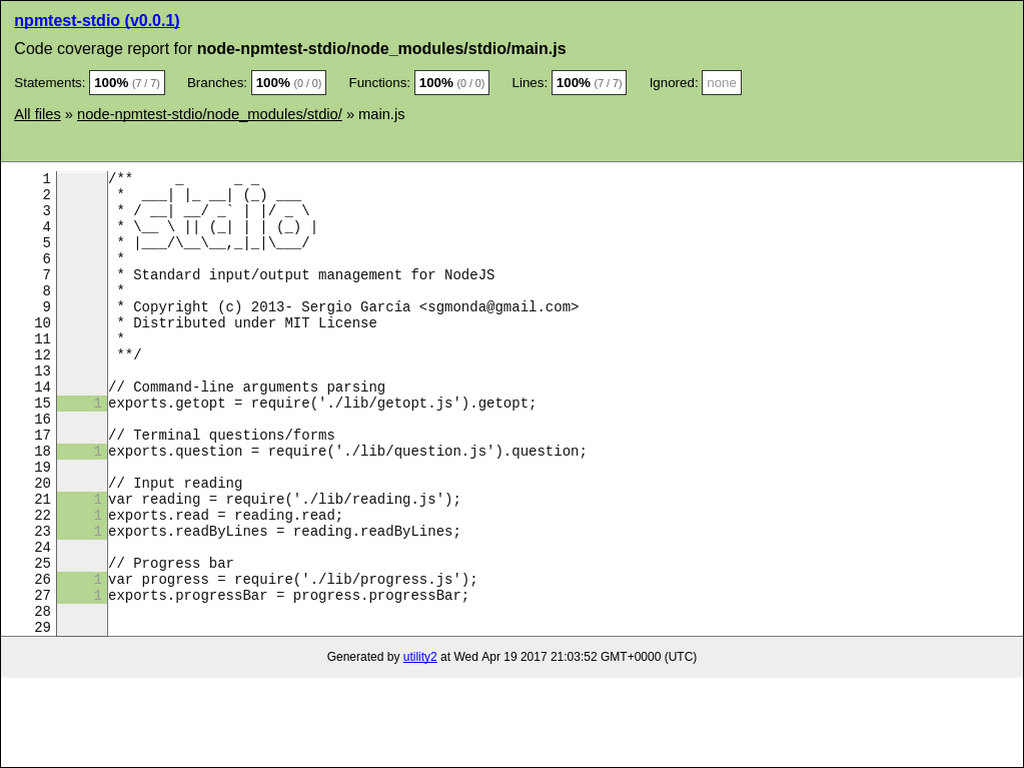 npmtest-stdio (v0.0.1)
Code coverage report for node-npmtest-stdio/node_modules/stdio/main.js
Statements: 100% (7 / 7) Branches: 100% (0 / 0) Functions: 100% (0 / 0) Lines: 100% (7 / 7) Ignored: none
All files » node-npmtest-stdio/node_modules/stdio/ » main.js
1 /**     _      _ _
2  *  ___| |_ __| (_) ___
3  * / __| __/ _` | |/ _ \
4  * \__ \ || (_| | | (_) |
5  * |___/\__\__,_|_|\___/
6  *
7  * Standard input/output management for NodeJS
8  *
9  * Copyright (c) 2013- Sergio García <sgmonda@gmail.com>
10  * Distributed under MIT License
11  *
12  **/
13
14 // Command-line arguments parsing
15 1 exports.getopt = require('./lib/getopt.js').getopt;
16
17 // Terminal questions/forms
18 1 exports.question = require('./lib/question.js').question;
19
20 // Input reading
21 1 var reading = require('./lib/reading.js');
22 1 exports.read = reading.read;
23 1 exports.readByLines = reading.readByLines;
24
25 // Progress bar
26 1 var progress = require('./lib/progress.js');
27 1 exports.progressBar = progress.progressBar;
28
29
Generated by utility2 at Wed Apr 19 2017 21:03:52 GMT+0000 (UTC)